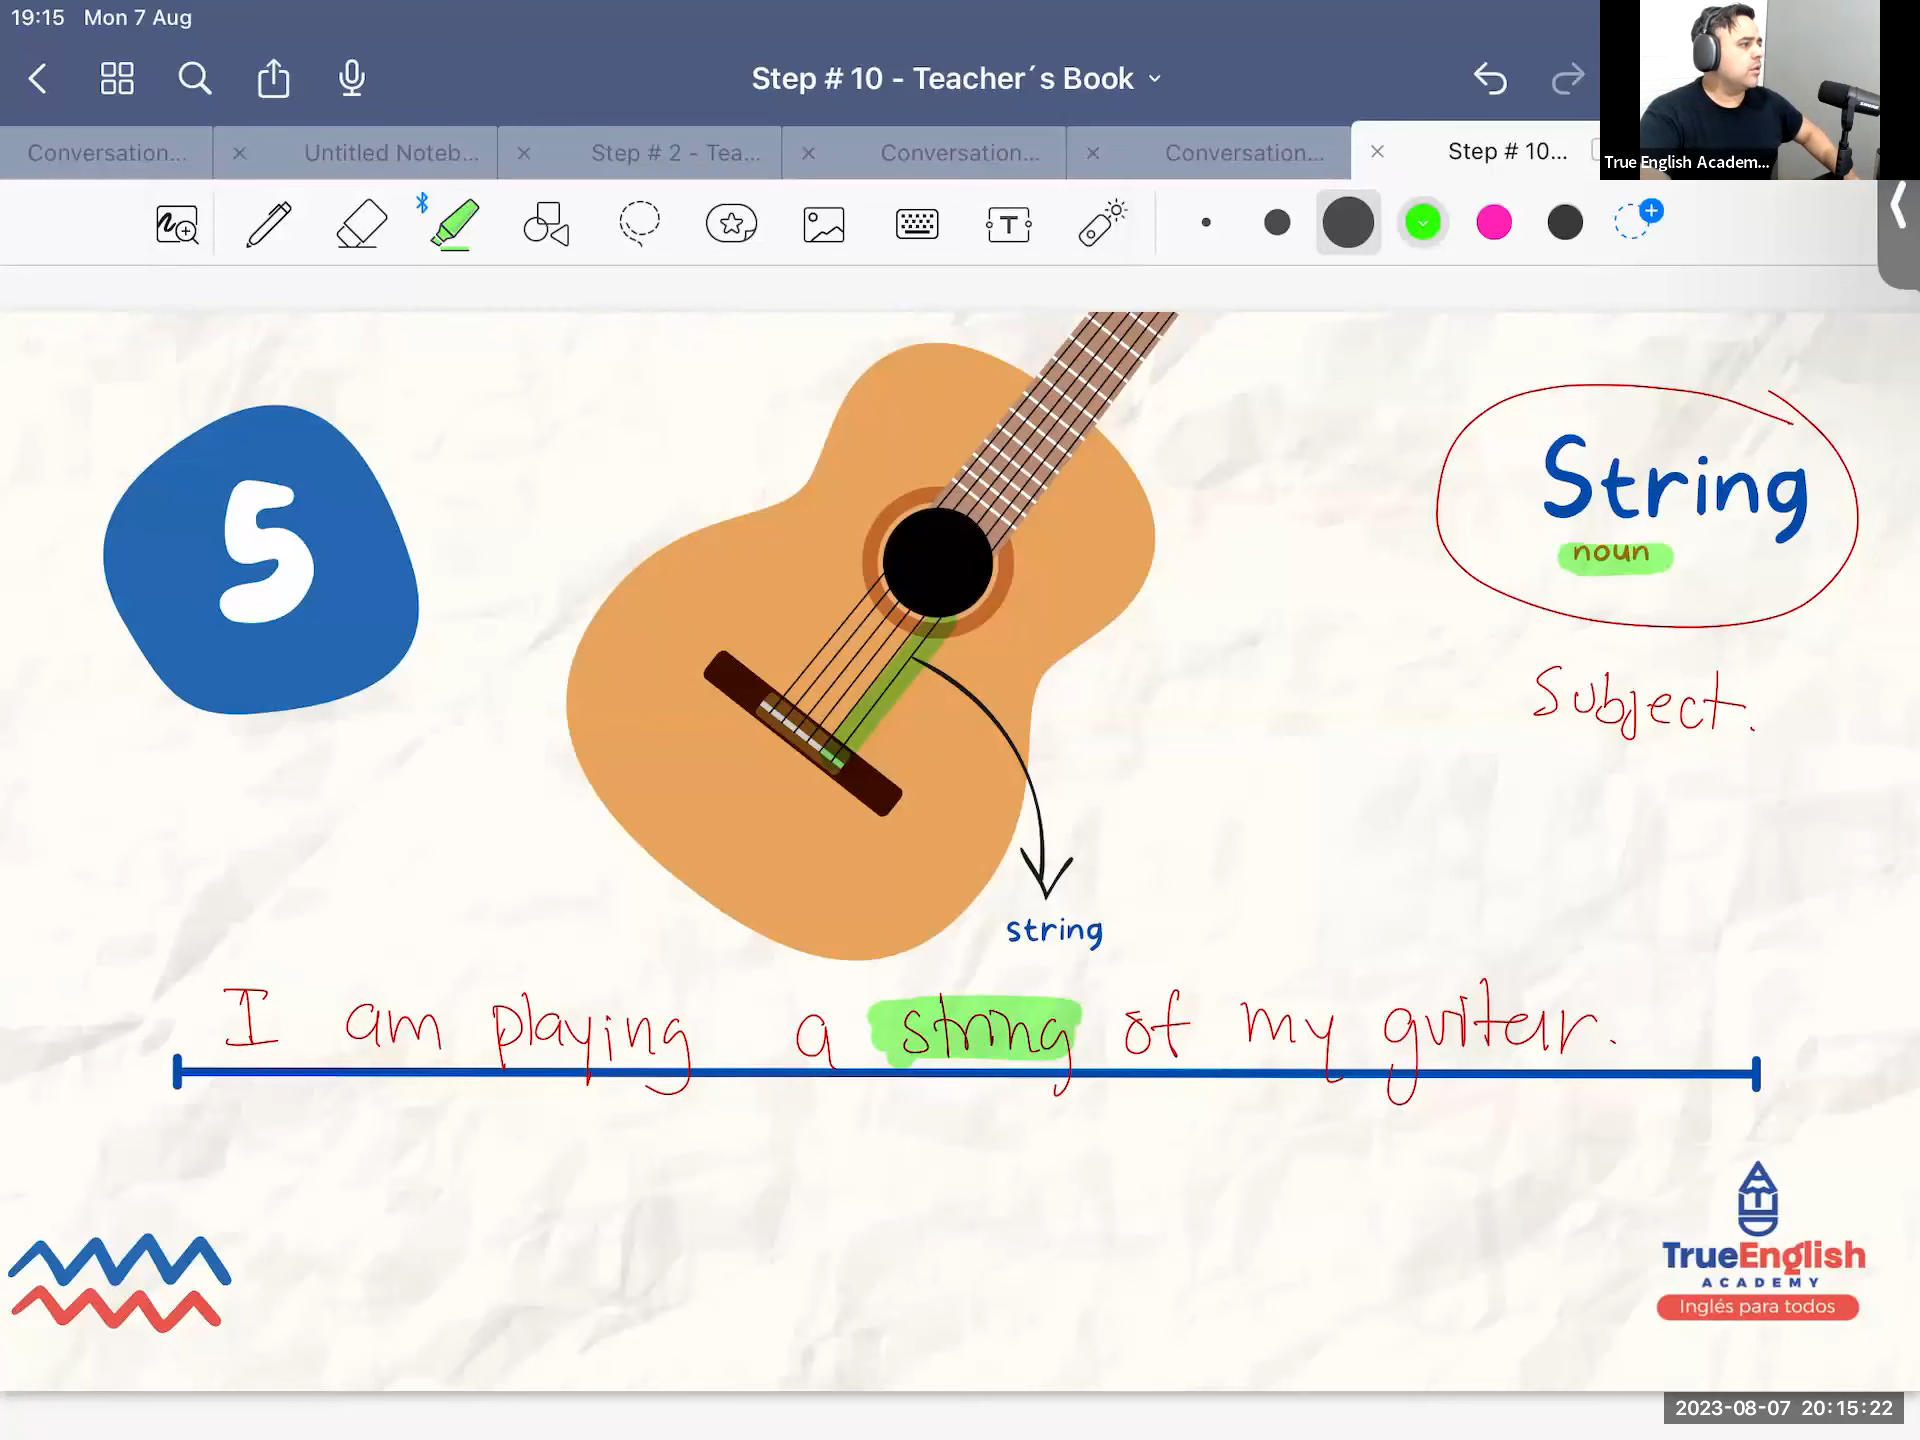 19:15 Mon 7 Aug
Step # 10 - Teacher´s Book
Conversation...
Untitled Noteb...
Step # 2 - Tea...
Conversation...
Conversation...
Step # 10...
True English Academ...
5
String
noun
Subject.
string
I am playing a string of my guitar.
TrueEnglish
ACADEMY
Inglés para todos
2023-08-07 20:15:22